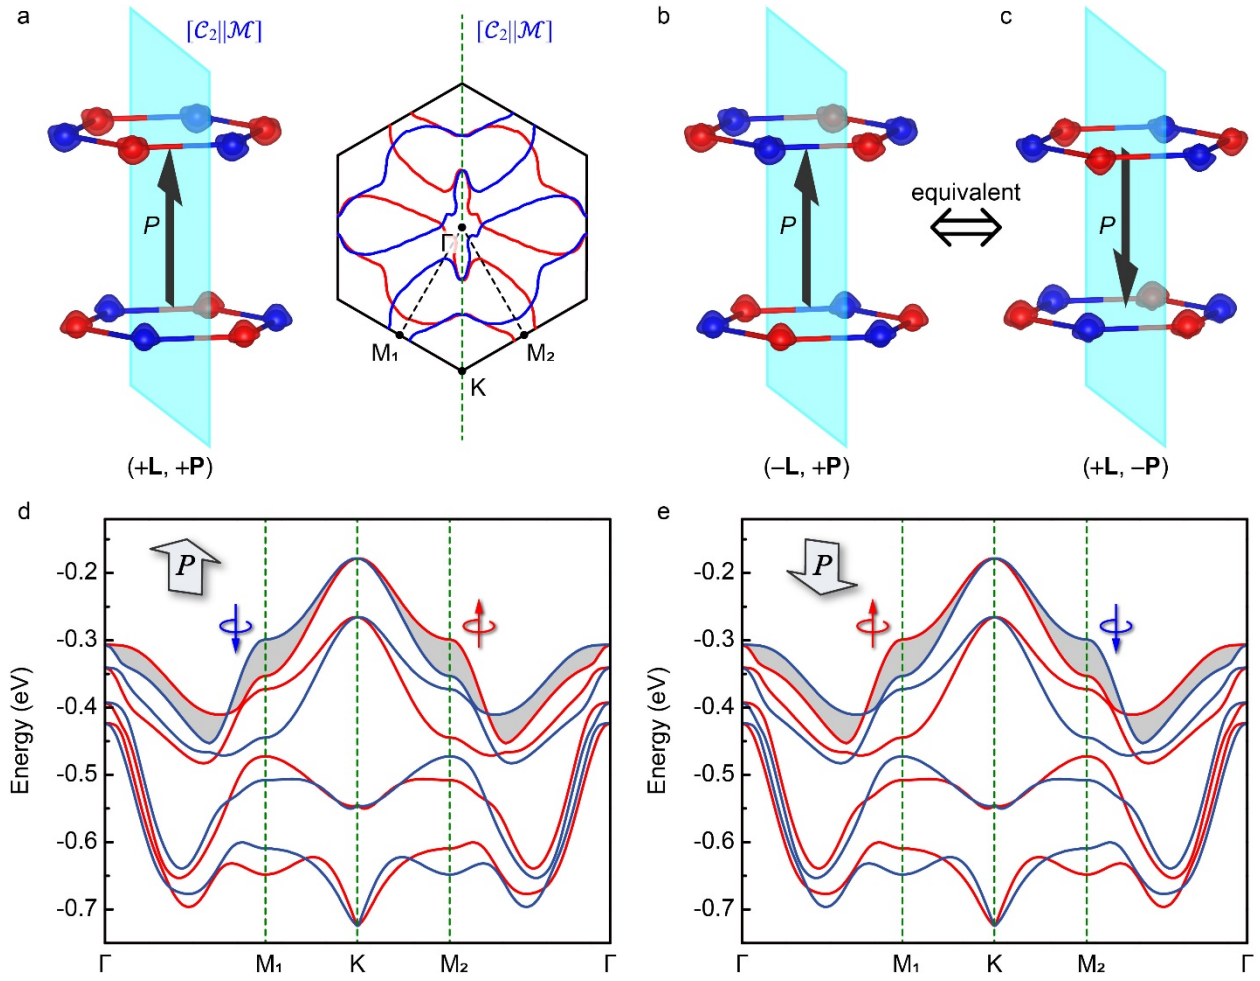 a
[𝒞₂||ℳ]
[𝒞₂||ℳ]
P
Γ
M₁
M₂
K
(+L, +P)
b
c
P
equivalent
P
(–L, +P)
(+L, –P)
d
P
Energy (eV)
-0.2
-0.3
-0.4
-0.5
-0.6
-0.7
Γ
M₁
K
M₂
Γ
e
P
Energy (eV)
-0.2
-0.3
-0.4
-0.5
-0.6
-0.7
Γ
M₁
K
M₂
Γ